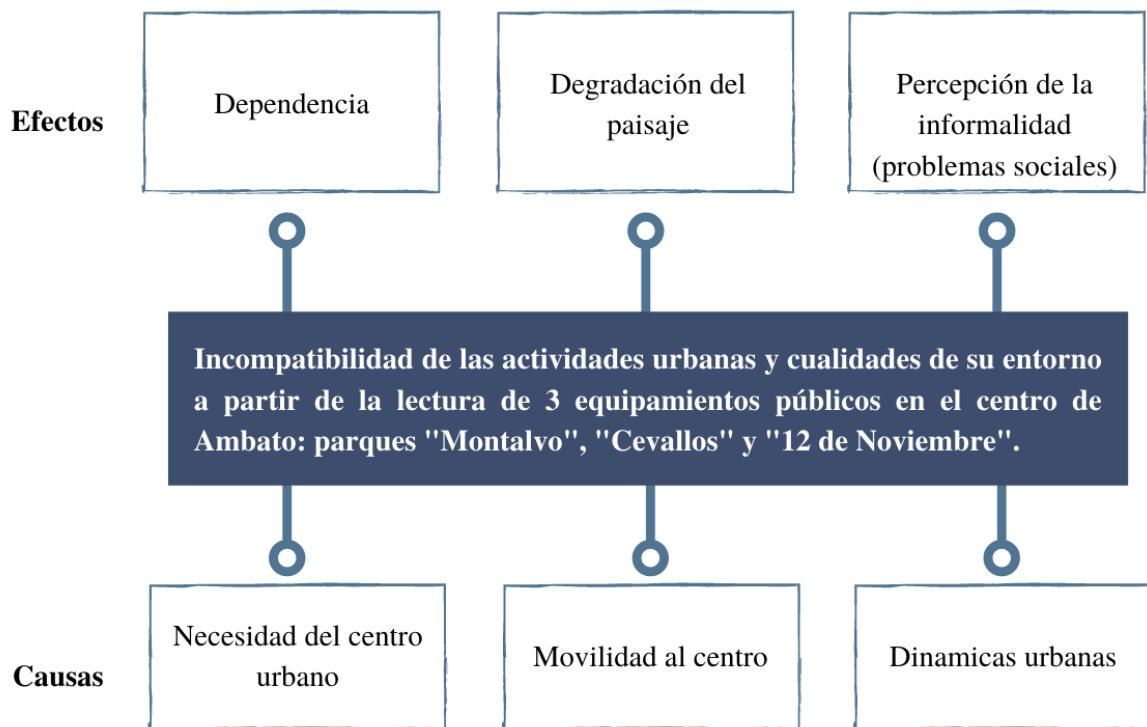 Efectos
Dependencia
Degradación del
paisaje
Percepción de la
informalidad
(problemas sociales)
Incompatibilidad de las actividades urbanas y cualidades de su entorno
a partir de la lectura de 3 equipamientos públicos en el centro de
Ambato: parques "Montalvo", "Cevallos" y "12 de Noviembre".
Causas
Necesidad del centro
urbano
Movilidad al centro
Dinamicas urbanas